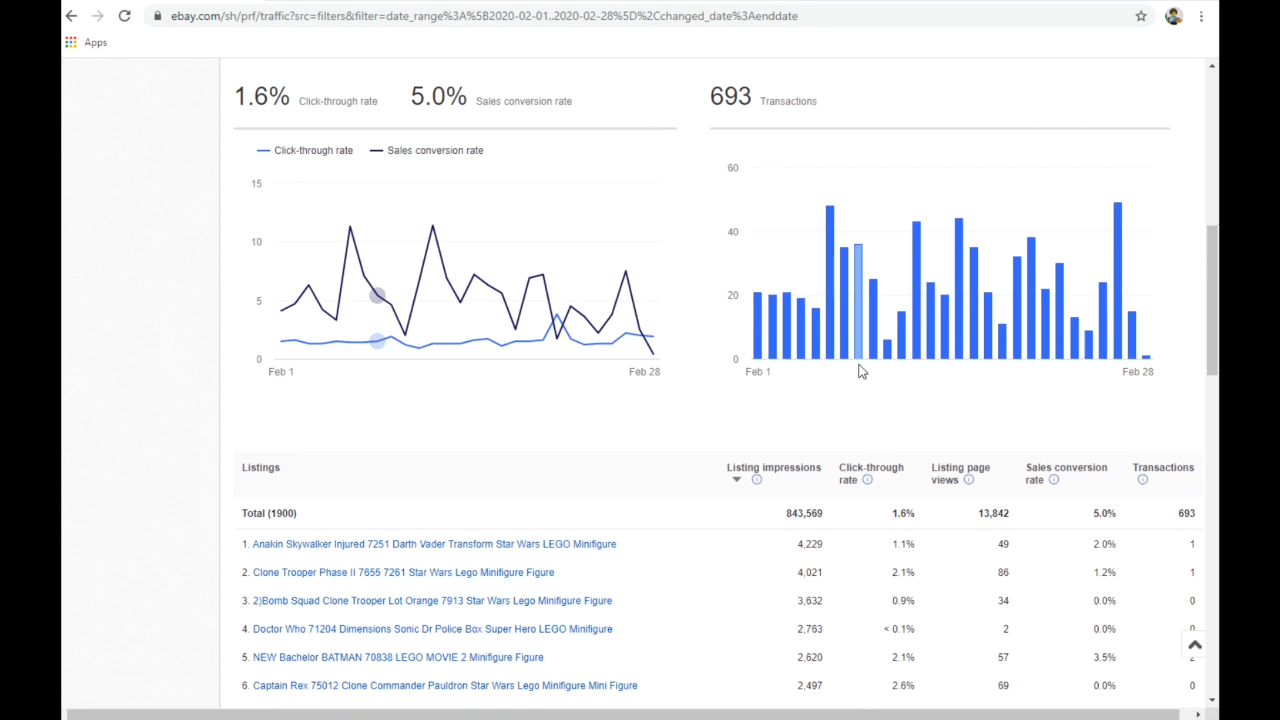 ebay.com/sh/prf/traffic?src=filters&filter=date_range%3A%5B2020-02-01..2020-02-28%5D%2Cchanged_date%3Aenddate
Apps
1.6% Click-through rate 5.0% Sales conversion rate 693 Transactions
Click-through rate Sales conversion rate
15
10
5
0
Feb 1 Feb 28
60
40
20
0
Feb 1 Feb 28
Listings Listing impressions Click-through rate Listing page views Sales conversion rate Transactions
Total (1900) 843,569 1.6% 13,842 5.0% 693
1. Anakin Skywalker Injured 7251 Darth Vader Transform Star Wars LEGO Minifigure 4,229 1.1% 49 2.0% 1
2. Clone Trooper Phase II 7655 7261 Star Wars Lego Minifigure Figure 4,021 2.1% 86 1.2% 1
3. 2)Bomb Squad Clone Trooper Lot Orange 7913 Star Wars Lego Minifigure Figure 3,632 0.9% 34 0.0% 0
4. Doctor Who 71204 Dimensions Sonic Dr Police Box Super Hero LEGO Minifigure 2,763 < 0.1% 2 0.0% 0
5. NEW Bachelor BATMAN 70838 LEGO MOVIE 2 Minifigure Figure 2,620 2.1% 57 3.5% 2
6. Captain Rex 75012 Clone Commander Pauldron Star Wars Lego Minifigure Mini Figure 2,497 2.6% 69 0.0% 0